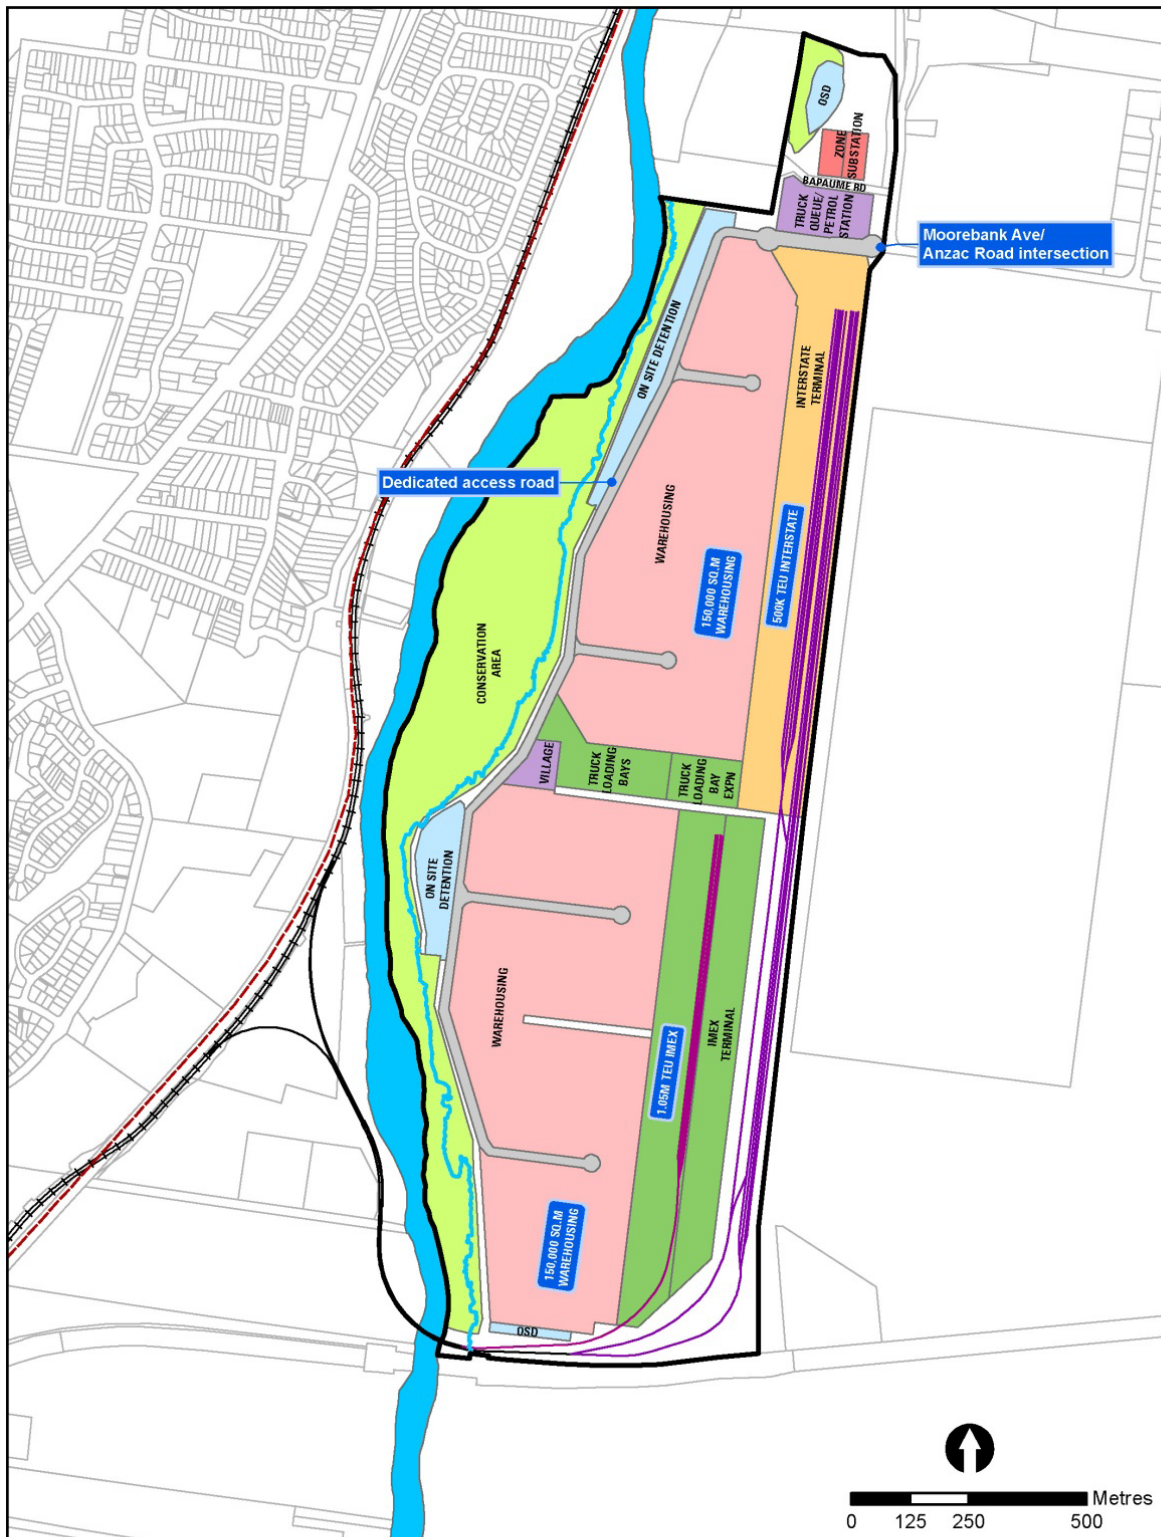 OSD
ZONE
SUBSTATION
BAPAUME RD
TRUCK
QUEUE/
PETROL
STATION
Moorebank Ave/
Anzac Road intersection
ON SITE DETENTION
INTERSTATE
TERMINAL
Dedicated access road
WAREHOUSING
150,000 SQ.M
WAREHOUSING
500K TEU INTERSTATE
CONSERVATION
AREA
VILLAGE
TRUCK
LOADING
BAYS
TRUCK
LOADING
BAY
EXPN
ON SITE
DETENTION
WAREHOUSING
1.05M TEU IMEX
IMEX
TERMINAL
150,000 SQ.M
WAREHOUSING
OSD
Metres
0 125 250 500